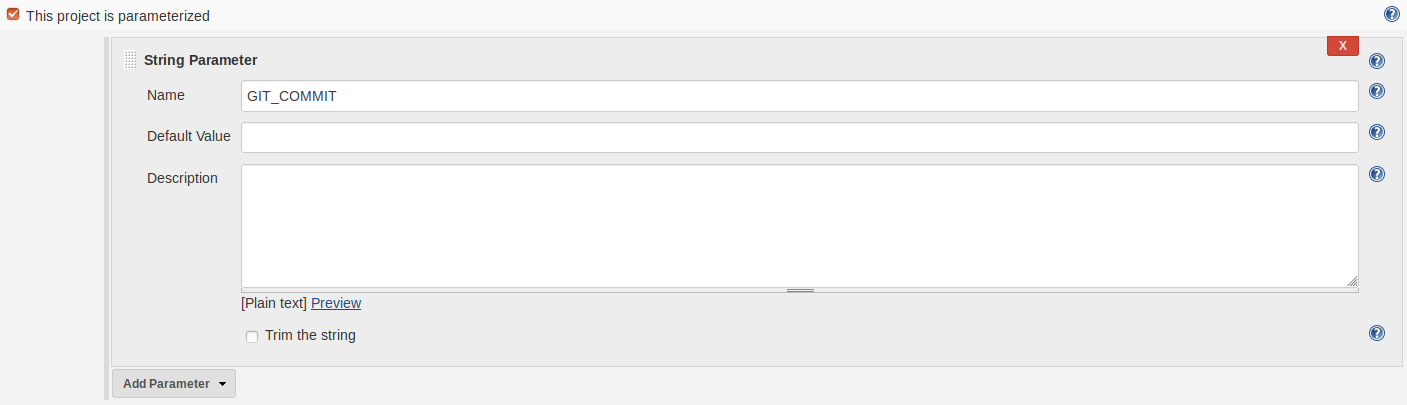 This project is parameterized
?
X
String Parameter
?
Name
GIT_COMMIT
?
Default Value
?
Description
?
[Plain text] Preview
Trim the string
?
Add Parameter